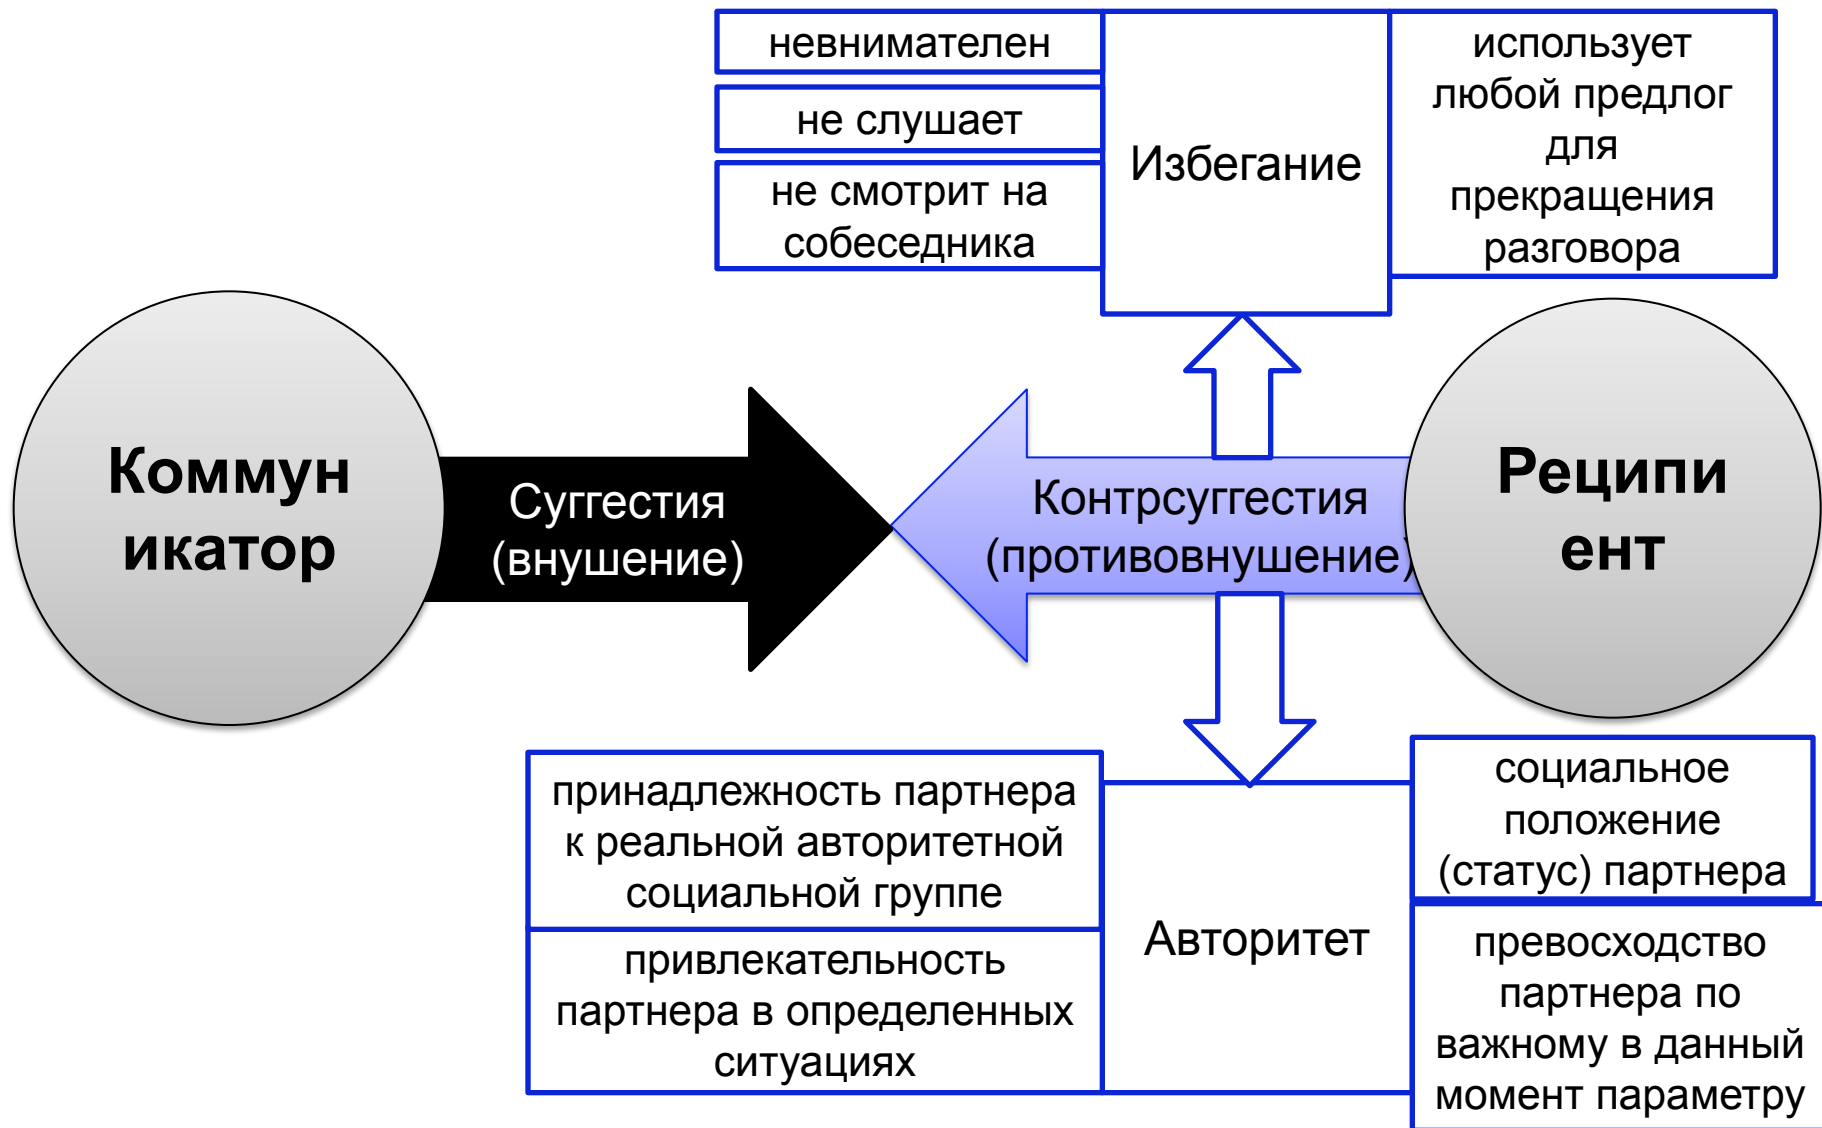 невнимателен
не слушает
не смотрит на
собеседника
Избегание
использует
любой предлог
для
прекращения
разговора
Коммун
икатор
Суггестия
(внушение)
Контрсуггестия
(противовнушение)
Реципи
ент
принадлежность партнера
к реальной авторитетной
социальной группе
привлекательность
партнера в определенных
ситуациях
Авторитет
социальное
положение
(статус) партнера
превосходство
партнера по
важному в данный
момент параметру